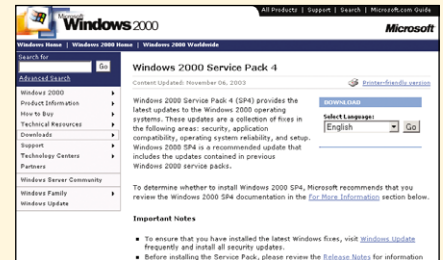 All Products | Support | Search | Microsoft.com Guide
Microsoft
Windows 2000
Microsoft
Windows Home | Windows 2000 Home | Windows 2000 Worldwide
Search for
Go
Advanced Search
Windows 2000
Product Information
How to Buy
Technical Resources
Downloads
Support
Technology Centers
Partners
Windows Server Community
Windows Family
Windows Update
Windows 2000 Service Pack 4
Content Updated: November 06, 2003
Printer-friendly version
Windows 2000 Service Pack 4 (SP4) provides the
latest updates to the Windows 2000 operating
systems. These updates are a collection of fixes in
the following areas: security, application
compatibility, operating system reliability, and setup.
Windows 2000 SP4 is a recommended update that
includes the updates contained in previous
Windows 2000 service packs.
DOWNLOAD
Select Language:
English
Go
To determine whether to install Windows 2000 SP4, Microsoft recommends that you
review the Windows 2000 SP4 documentation in the For More Information section below.
Important Notes
To ensure that you have installed the latest Windows fixes, visit Windows Update
frequently and install all security updates.
Before installing the Service Pack, please review the Release Notes for information